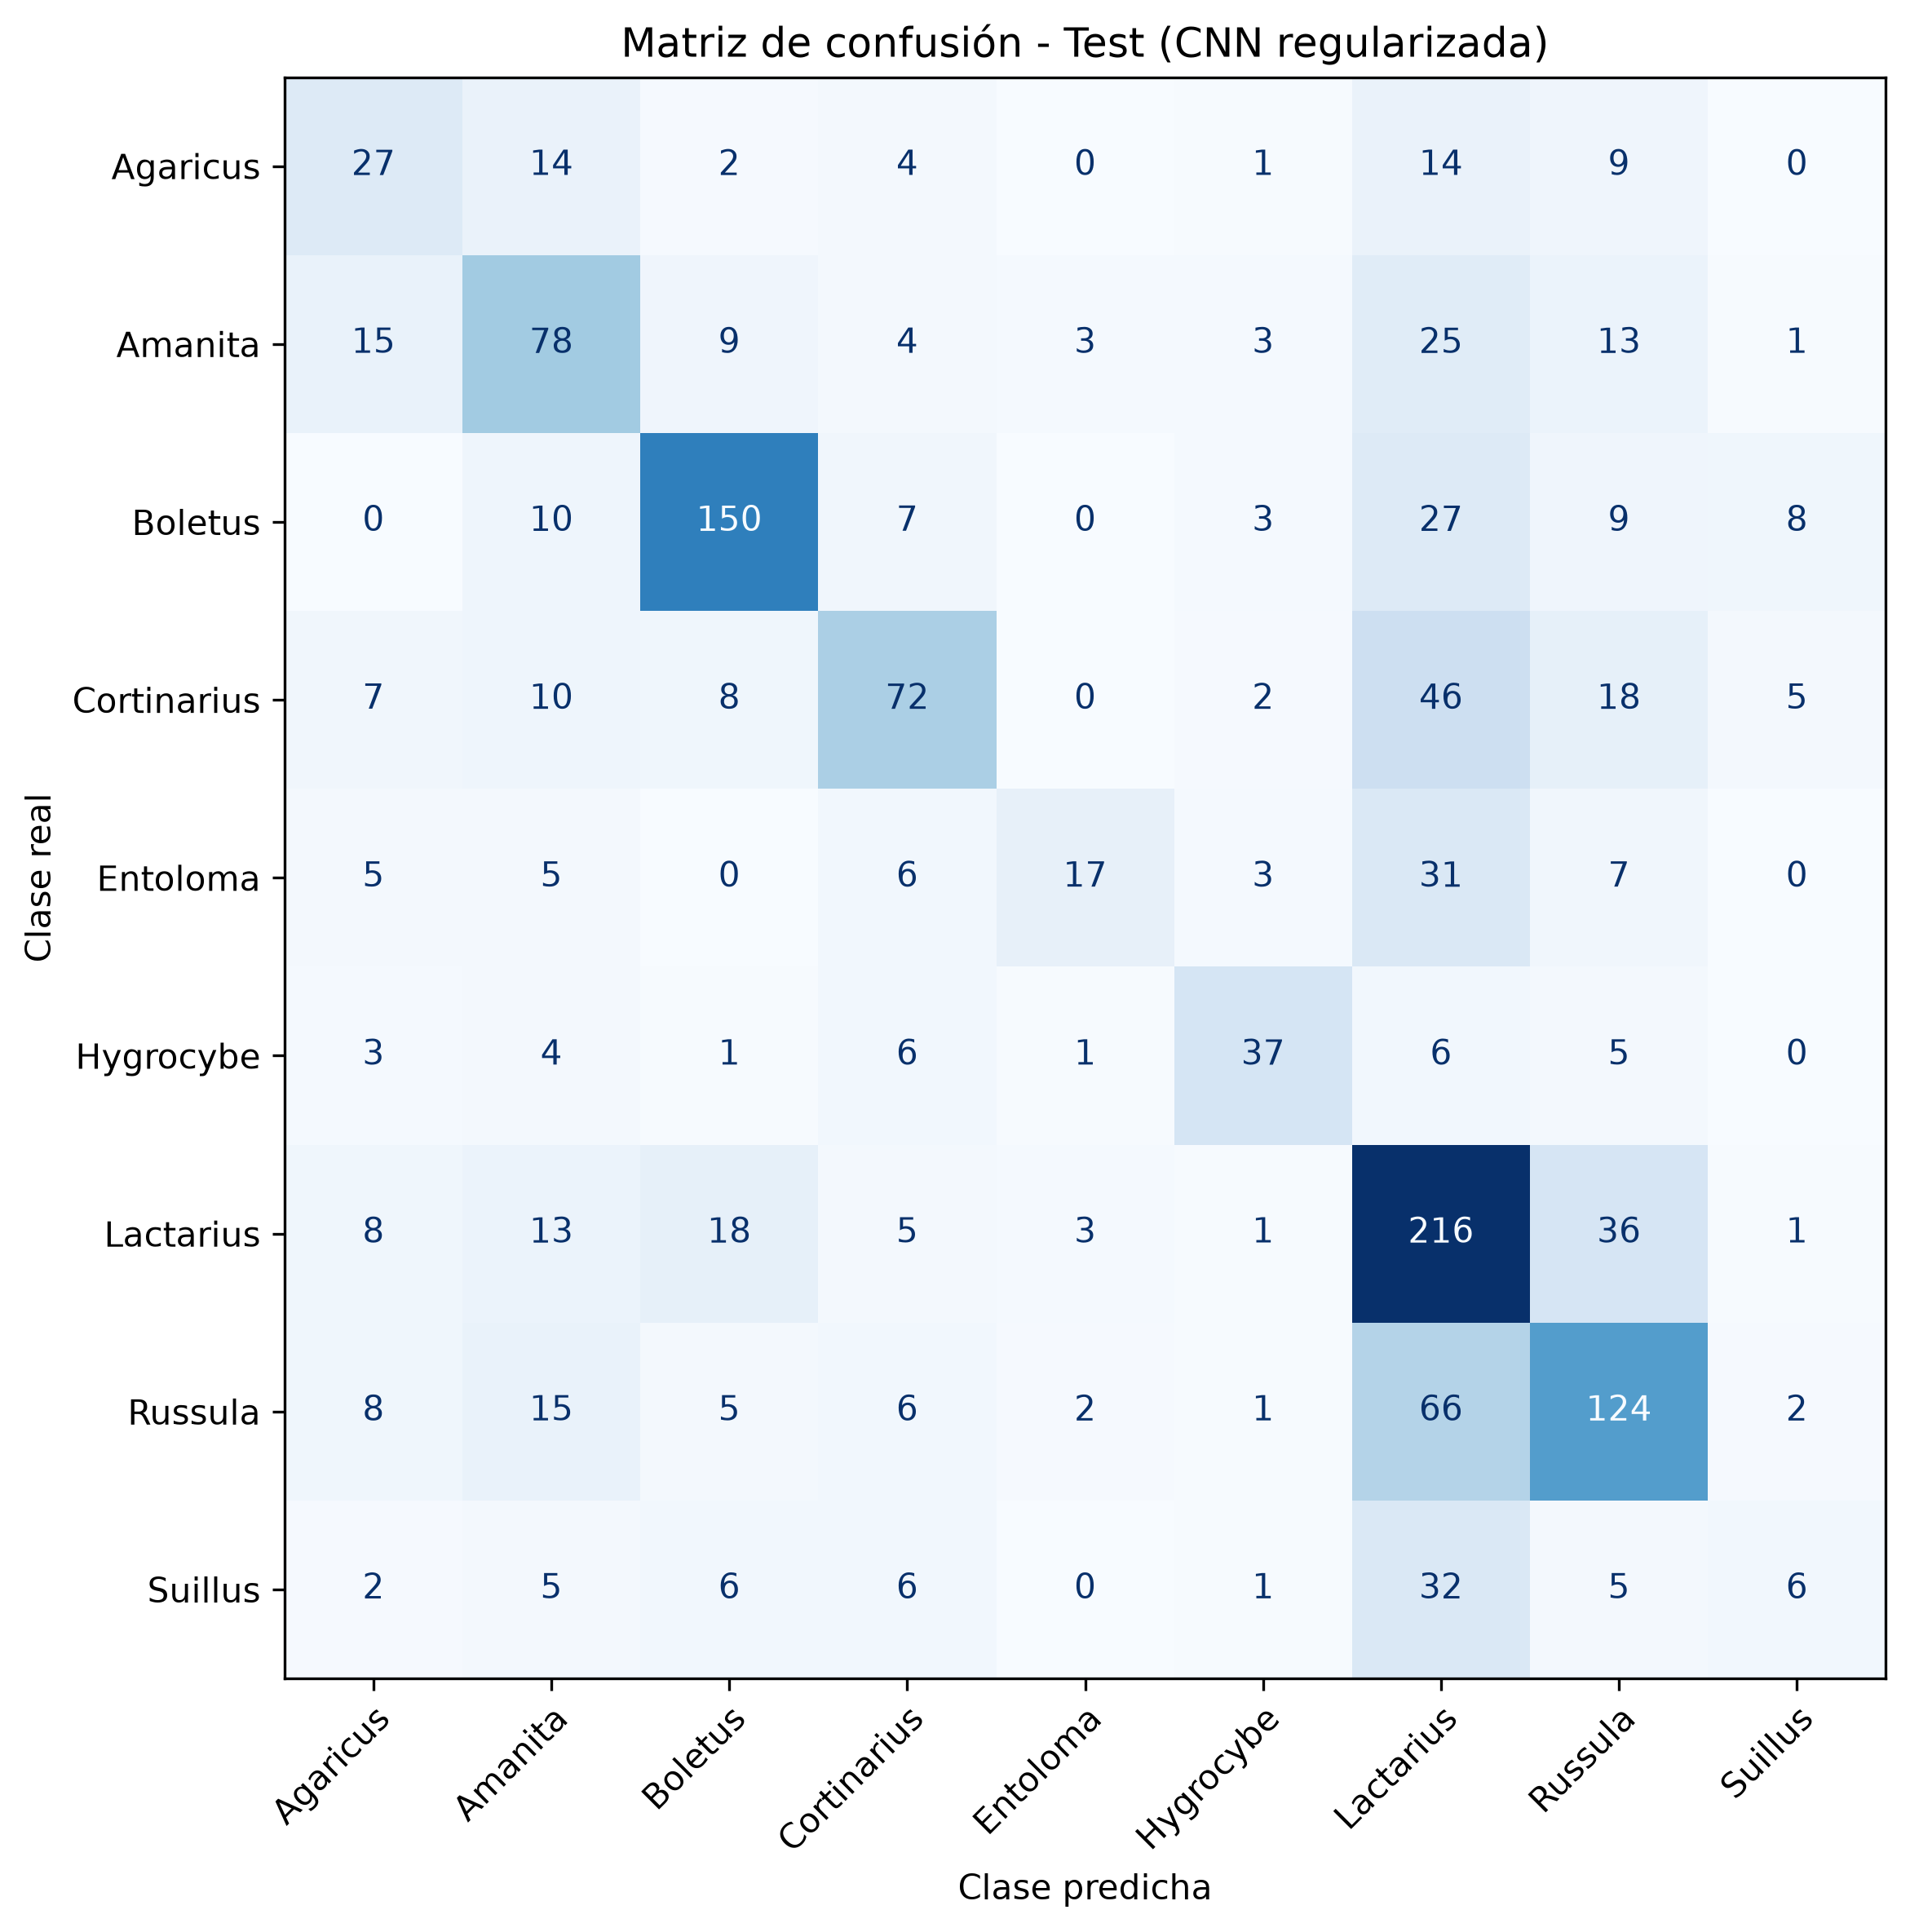 Matriz de confusión - Test (CNN regularizada)
Clase real
Agaricus 27 14 2 4 0 1 14 9 0
Amanita 15 78 9 4 3 3 25 13 1
Boletus 0 10 150 7 0 3 27 9 8
Cortinarius 7 10 8 72 0 2 46 18 5
Entoloma 5 5 0 6 17 3 31 7 0
Hygrocybe 3 4 1 6 1 37 6 5 0
Lactarius 8 13 18 5 3 1 216 36 1
Russula 8 15 5 6 2 1 66 124 2
Suillus 2 5 6 6 0 1 32 5 6
Agaricus Amanita Boletus Cortinarius Entoloma Hygrocybe Lactarius Russula Suillus
Clase predicha